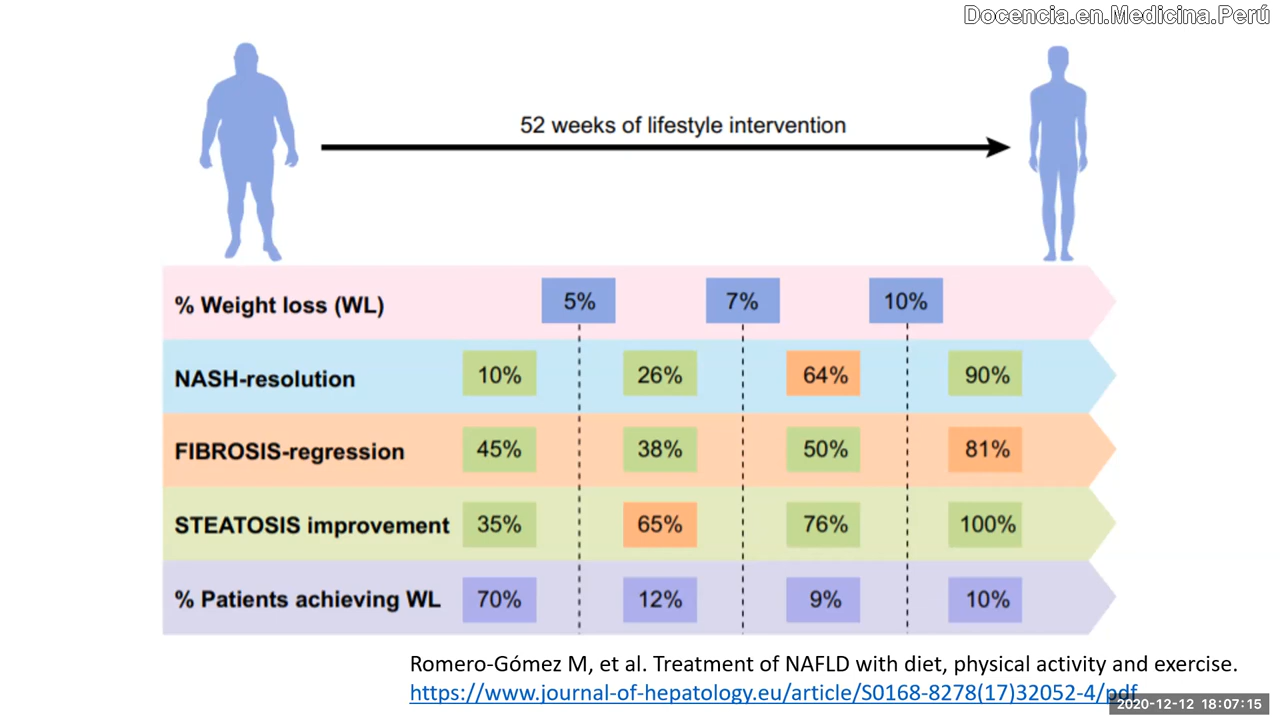 Docencia.en.Medicina.Perú
52 weeks of lifestyle intervention
% Weight loss (WL) 5% 7% 10%
NASH-resolution 10% 26% 64% 90%
FIBROSIS-regression 45% 38% 50% 81%
STEATOSIS improvement 35% 65% 76% 100%
% Patients achieving WL 70% 12% 9% 10%
Romero-Gómez M, et al. Treatment of NAFLD with diet, physical activity and exercise.
https://www.journal-of-hepatology.eu/article/S0168-8278(17)32052-4/pdf
2020-12-12 18:07:15